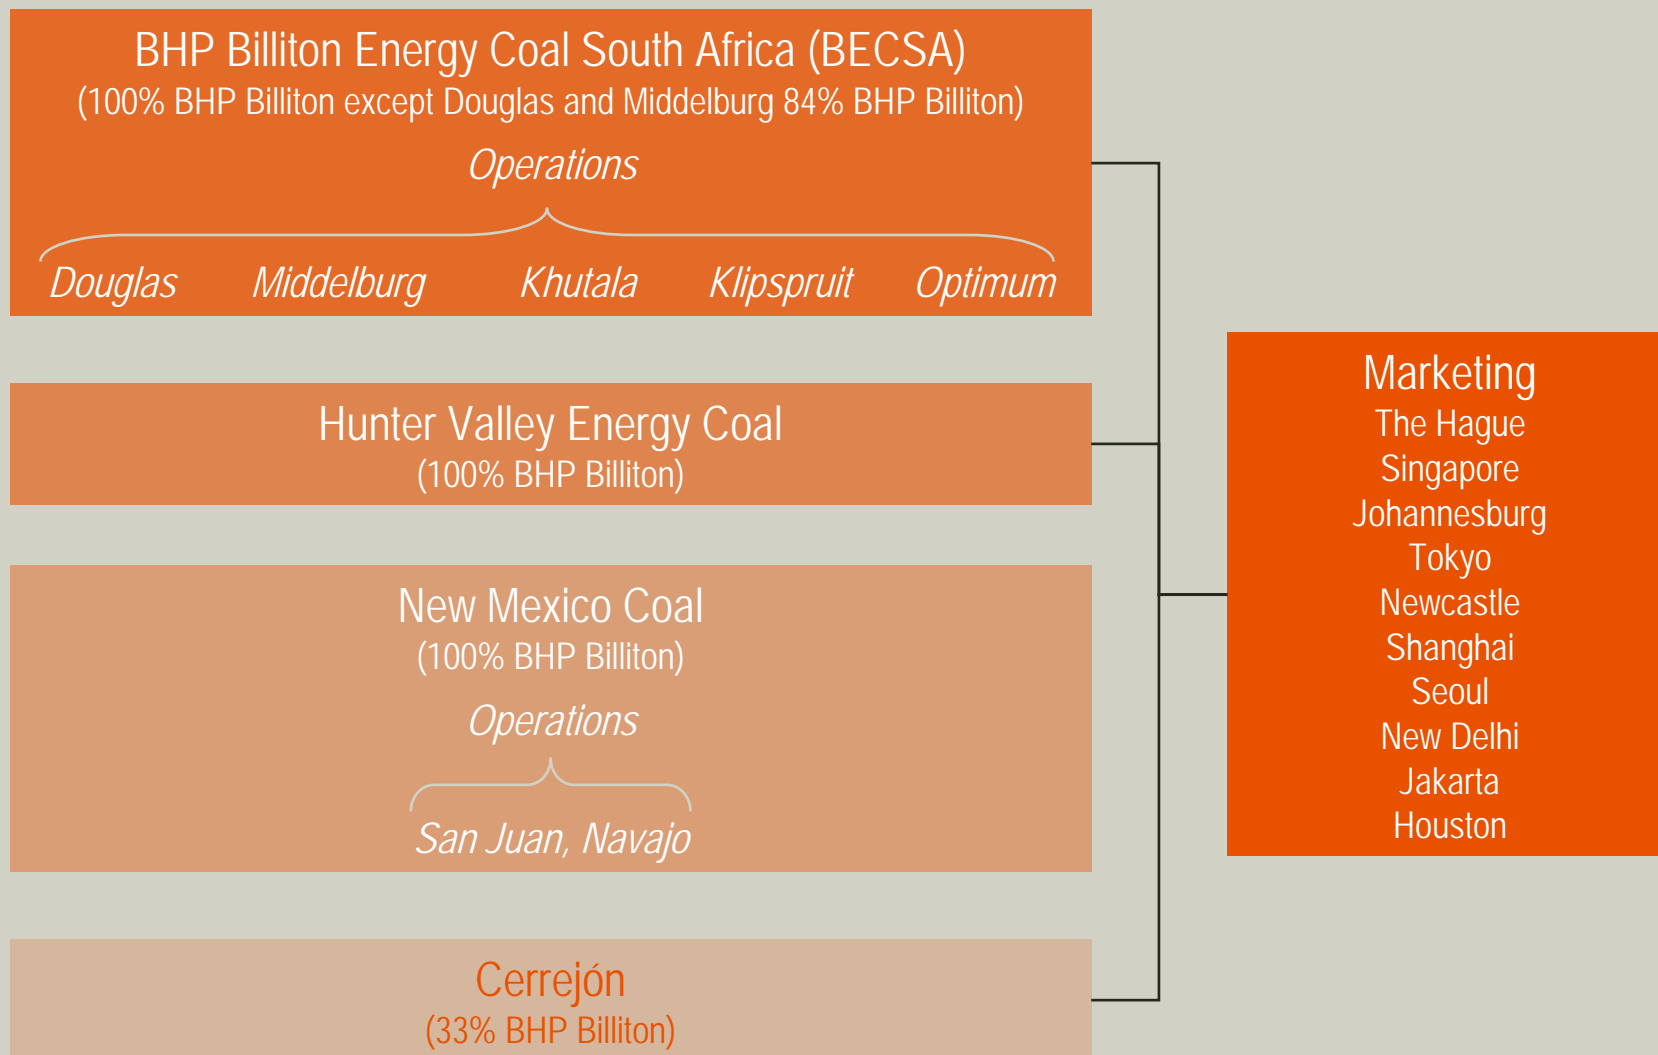 BHP Billiton Energy Coal South Africa (BECSA)
(100% BHP Billiton except Douglas and Middelburg 84% BHP Billiton)
Operations
Douglas Middelburg Khutala Klipspruit Optimum
Hunter Valley Energy Coal
(100% BHP Billiton)
New Mexico Coal
(100% BHP Billiton)
Operations
San Juan, Navajo
Cerrejón
(33% BHP Billiton)
Marketing
The Hague
Singapore
Johannesburg
Tokyo
Newcastle
Shanghai
Seoul
New Delhi
Jakarta
Houston